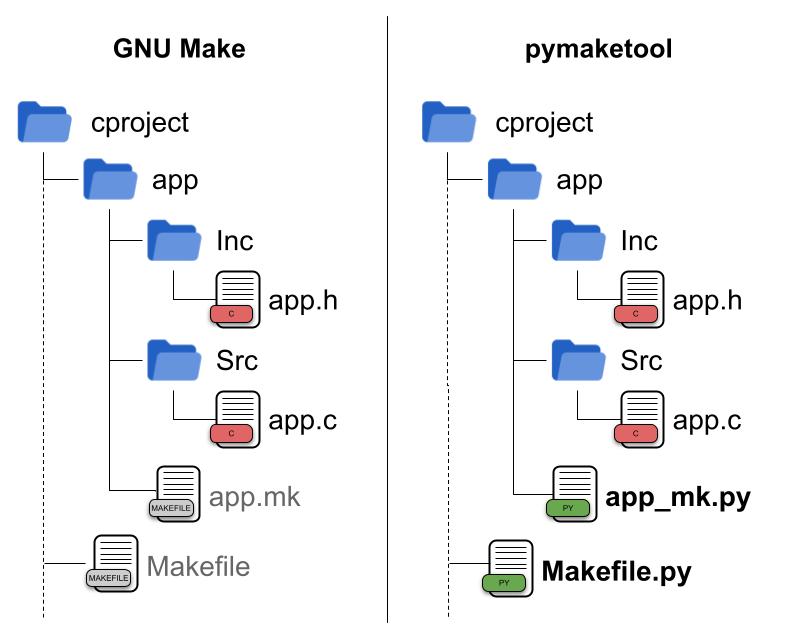 GNU Make
cproject
app
Inc
C
app.h
Src
C
app.c
MAKEFILE
app.mk
MAKEFILE
Makefile
pymaketool
cproject
app
Inc
C
app.h
Src
C
app.c
PY
app_mk.py
PY
Makefile.py